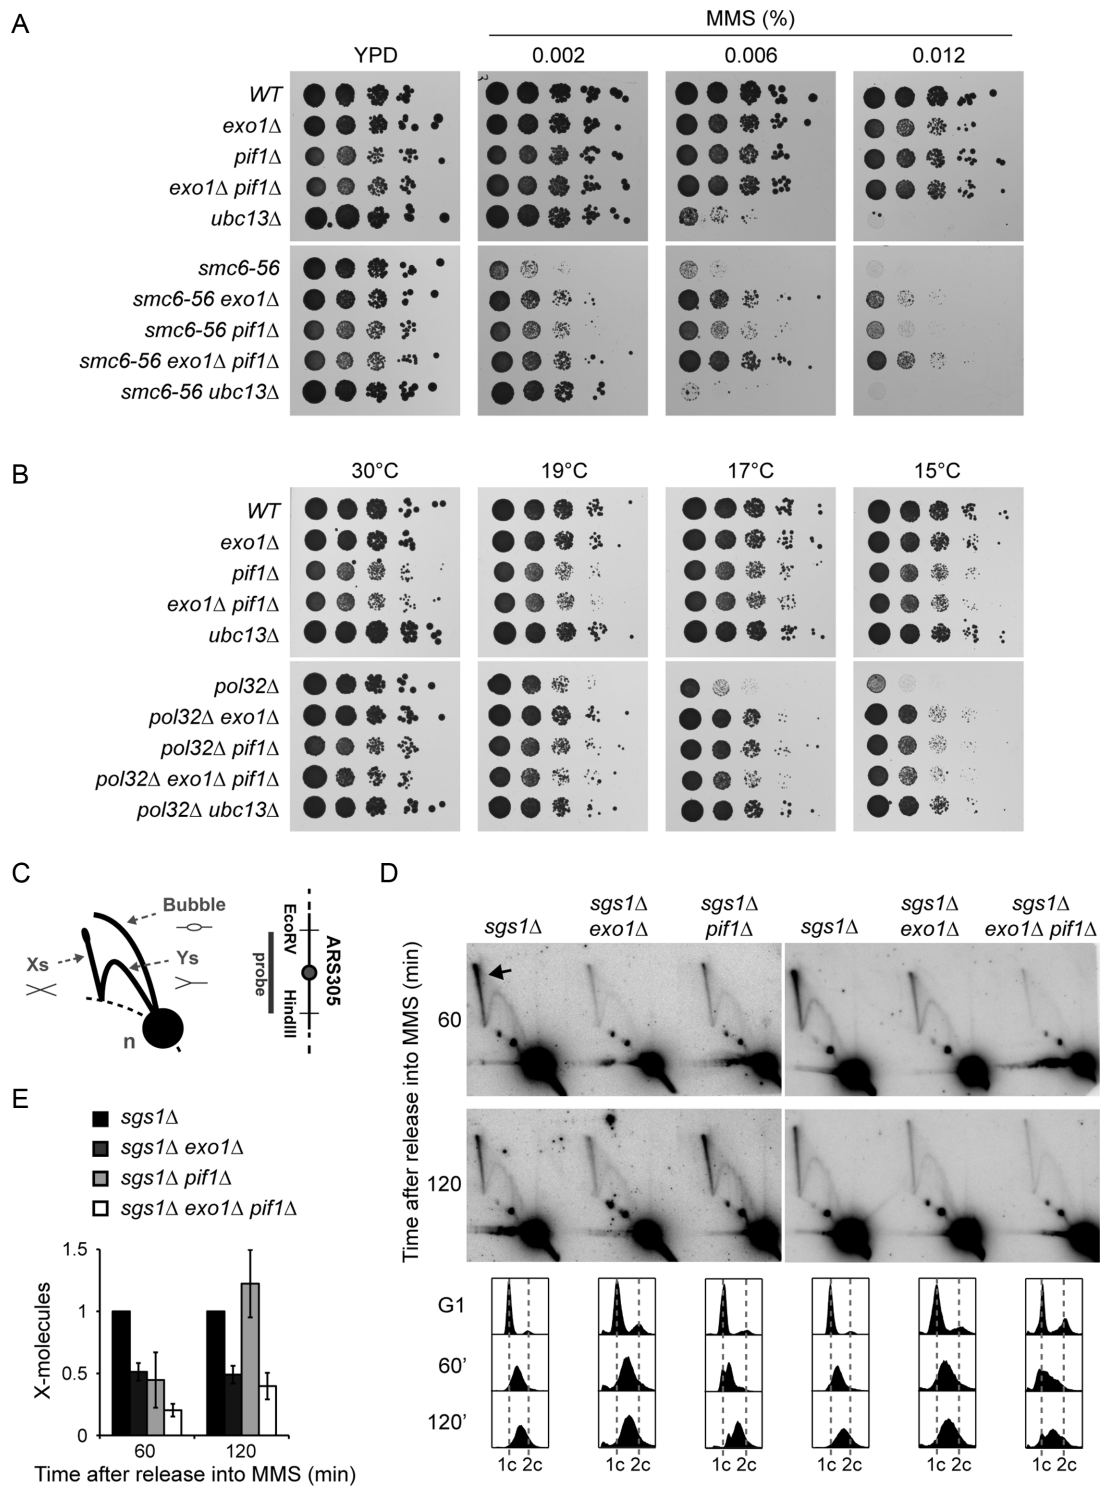 A
MMS (%)
YPD 0.002 0.006 0.012
WT
exo1Δ
pif1Δ
exo1Δ pif1Δ
ubc13Δ
smc6-56
smc6-56 exo1Δ
smc6-56 pif1Δ
smc6-56 exo1Δ pif1Δ
smc6-56 ubc13Δ
B
30°C 19°C 17°C 15°C
WT
exo1Δ
pif1Δ
exo1Δ pif1Δ
ubc13Δ
pol32Δ
pol32Δ exo1Δ
pol32Δ pif1Δ
pol32Δ exo1Δ pif1Δ
pol32Δ ubc13Δ
C
Bubble
Xs
Ys
n
EcoRV
probe
HindIII
ARS305
D
sgs1Δ
sgs1Δ exo1Δ
sgs1Δ pif1Δ
sgs1Δ
sgs1Δ exo1Δ
sgs1Δ exo1Δ pif1Δ
Time after release into MMS (min)
60
120
G1
60'
120'
1c 2c 1c 2c 1c 2c 1c 2c 1c 2c 1c 2c
E
sgs1Δ
sgs1Δ exo1Δ
sgs1Δ pif1Δ
sgs1Δ exo1Δ pif1Δ
X-molecules
1.5
1
0.5
0
60 120
Time after release into MMS (min)